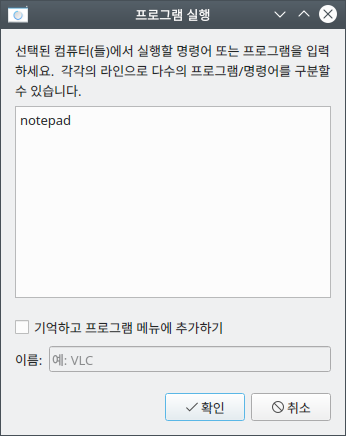 프로그램 실행
선택된 컴퓨터(들)에서 실행할 명령어 또는 프로그램을 입력
하세요. 각각의 라인으로 다수의 프로그램/명령어를 구분할
수 있습니다.
notepad
기억하고 프로그램 메뉴에 추가하기
이름: 예: VLC
확인 취소